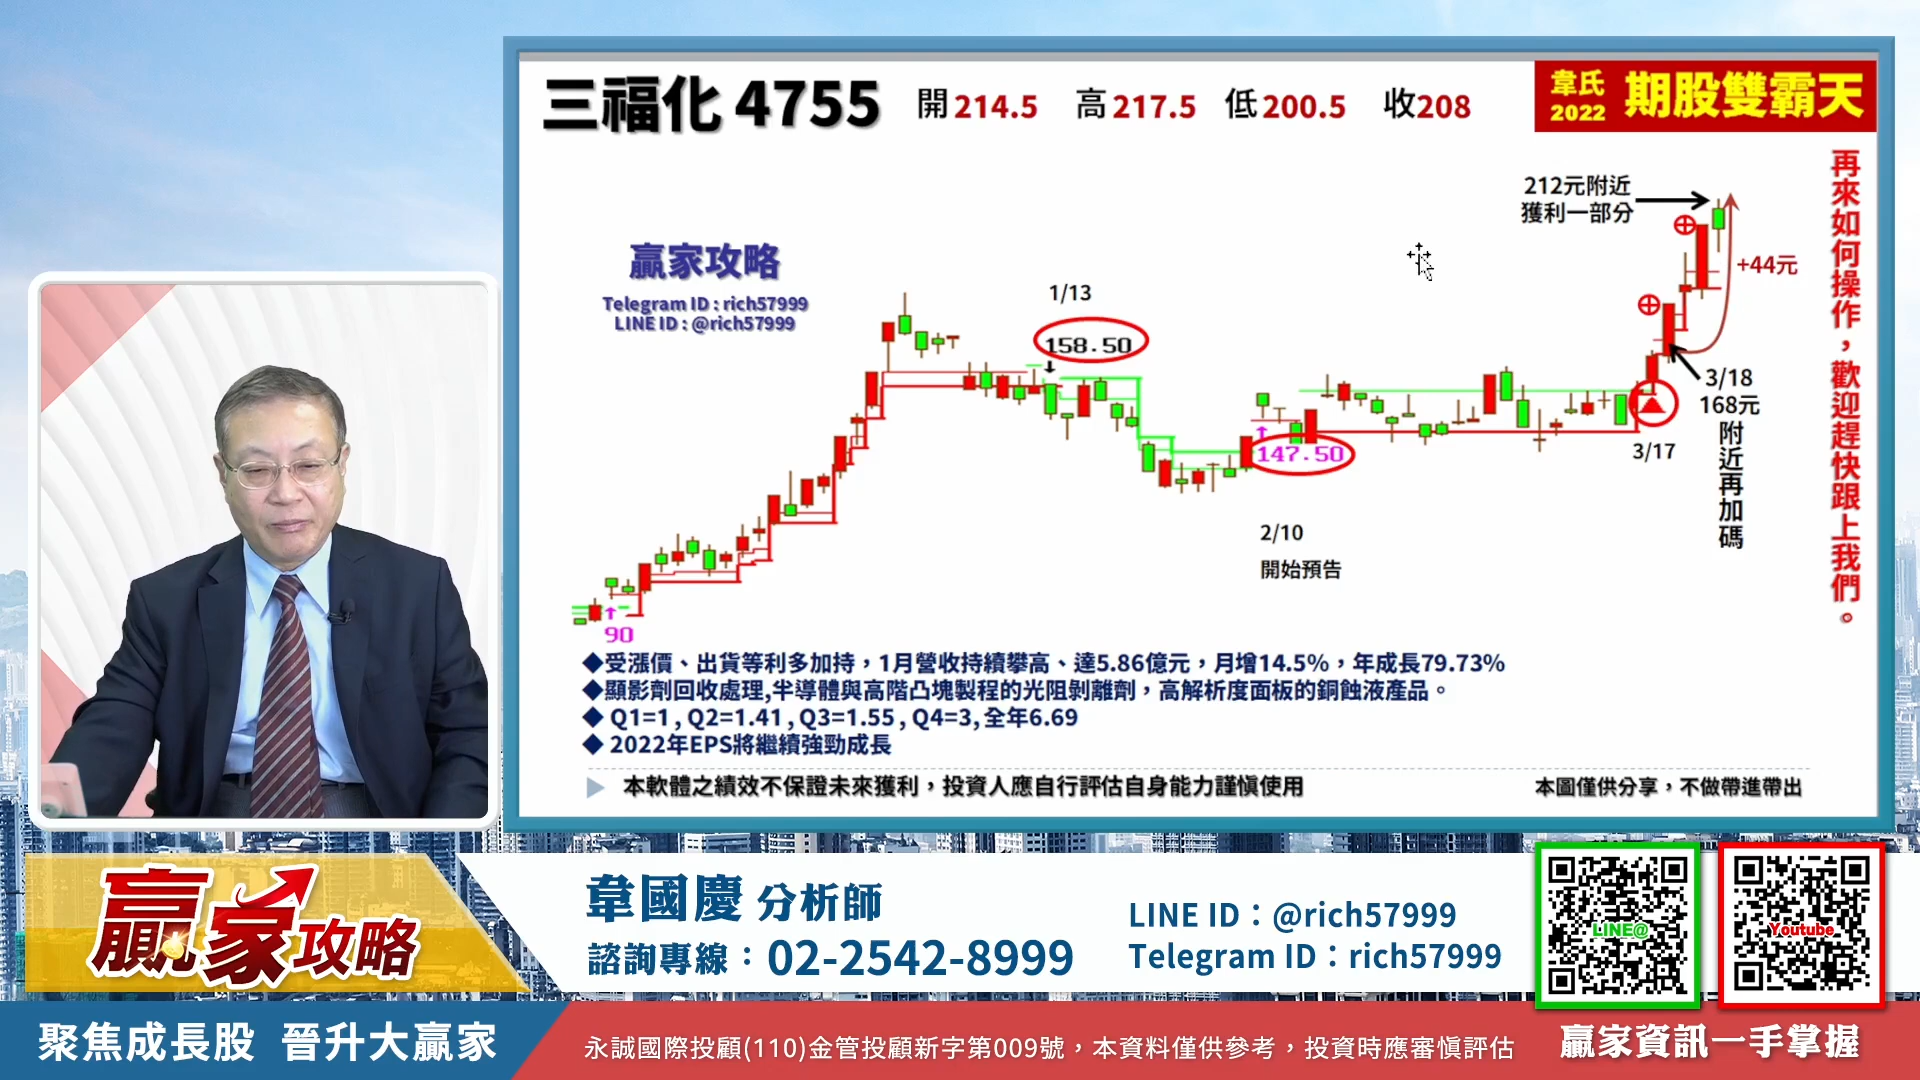 三福化 4755 開 214.5 高 217.5 低 200.5 收208
韋氏 2022 期股雙霸天
再來如何操作，歡迎趕快跟上我們。
212元附近
獲利一部分
+44元
贏家攻略
Telegram ID : rich57999
LINE ID : @rich57999
1/13
158.50
147.50
3/18
168元
附近再加碼
3/17
2/10
開始預告
90
◆受漲價、出貨等利多加持，1月營收持續攀高、達5.86億元，月增14.5%，年成長79.73%
◆顯影劑回收處理,半導體與高階凸塊製程的光阻剝離劑，高解析度面板的銅蝕液產品。
◆ Q1=1 , Q2=1.41 , Q3=1.55 , Q4=3, 全年6.69
◆ 2022年EPS將繼續強勁成長
本軟體之績效不保證未來獲利，投資人應自行評估自身能力謹慎使用
本圖僅供分享，不做帶進帶出
贏家攻略
韋國慶 分析師
諮詢專線：02-2542-8999
LINE ID：@rich57999
Telegram ID：rich57999
LINE@
Youtube
聚焦成長股 晉升大贏家
永誠國際投顧(110)金管投顧新字第009號，本資料僅供參考，投資時應審慎評估
贏家資訊一手掌握